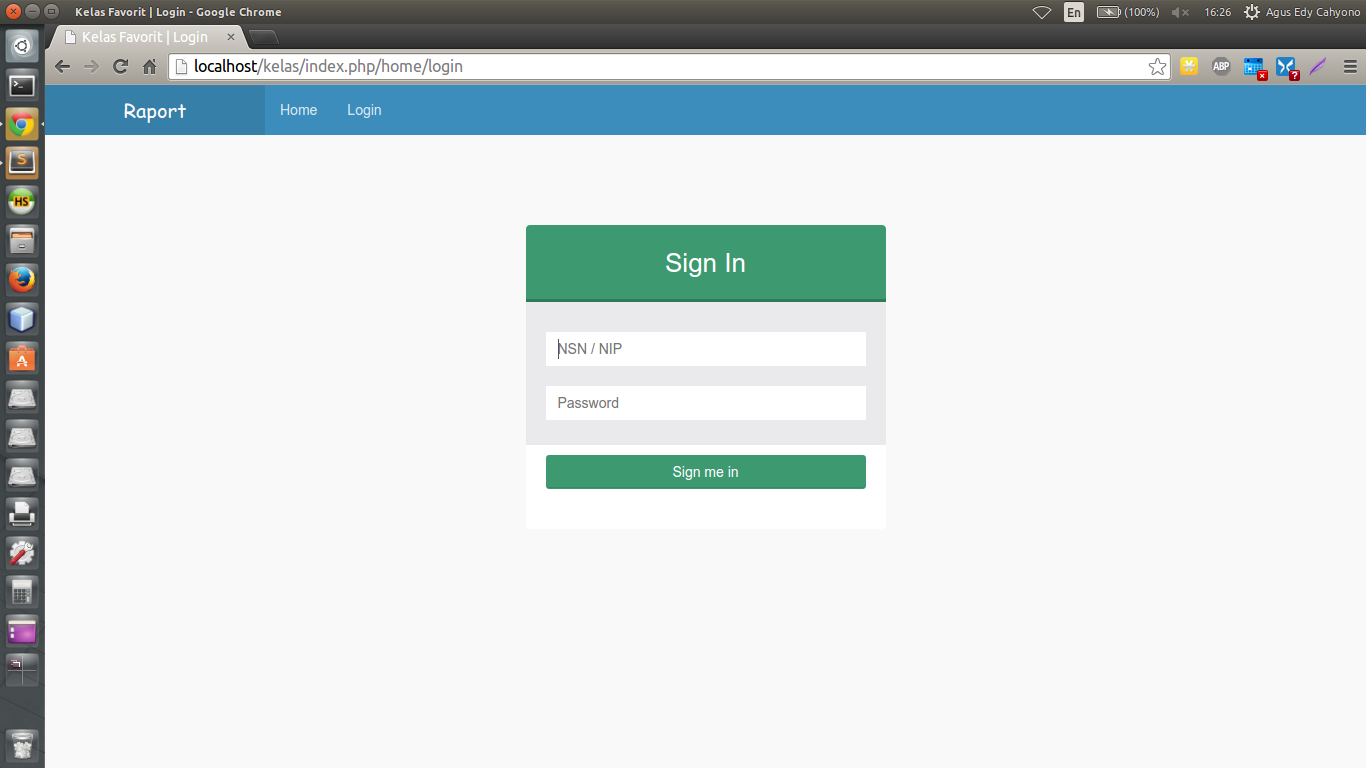 Kelas Favorit | Login - Google Chrome
En (100%) 16:26 Agus Edy Cahyono
Kelas Favorit | Login
localhost/kelas/index.php/home/login
ABP
Raport Home Login
Sign In
NSN / NIP
Password
Sign me in
S
HS